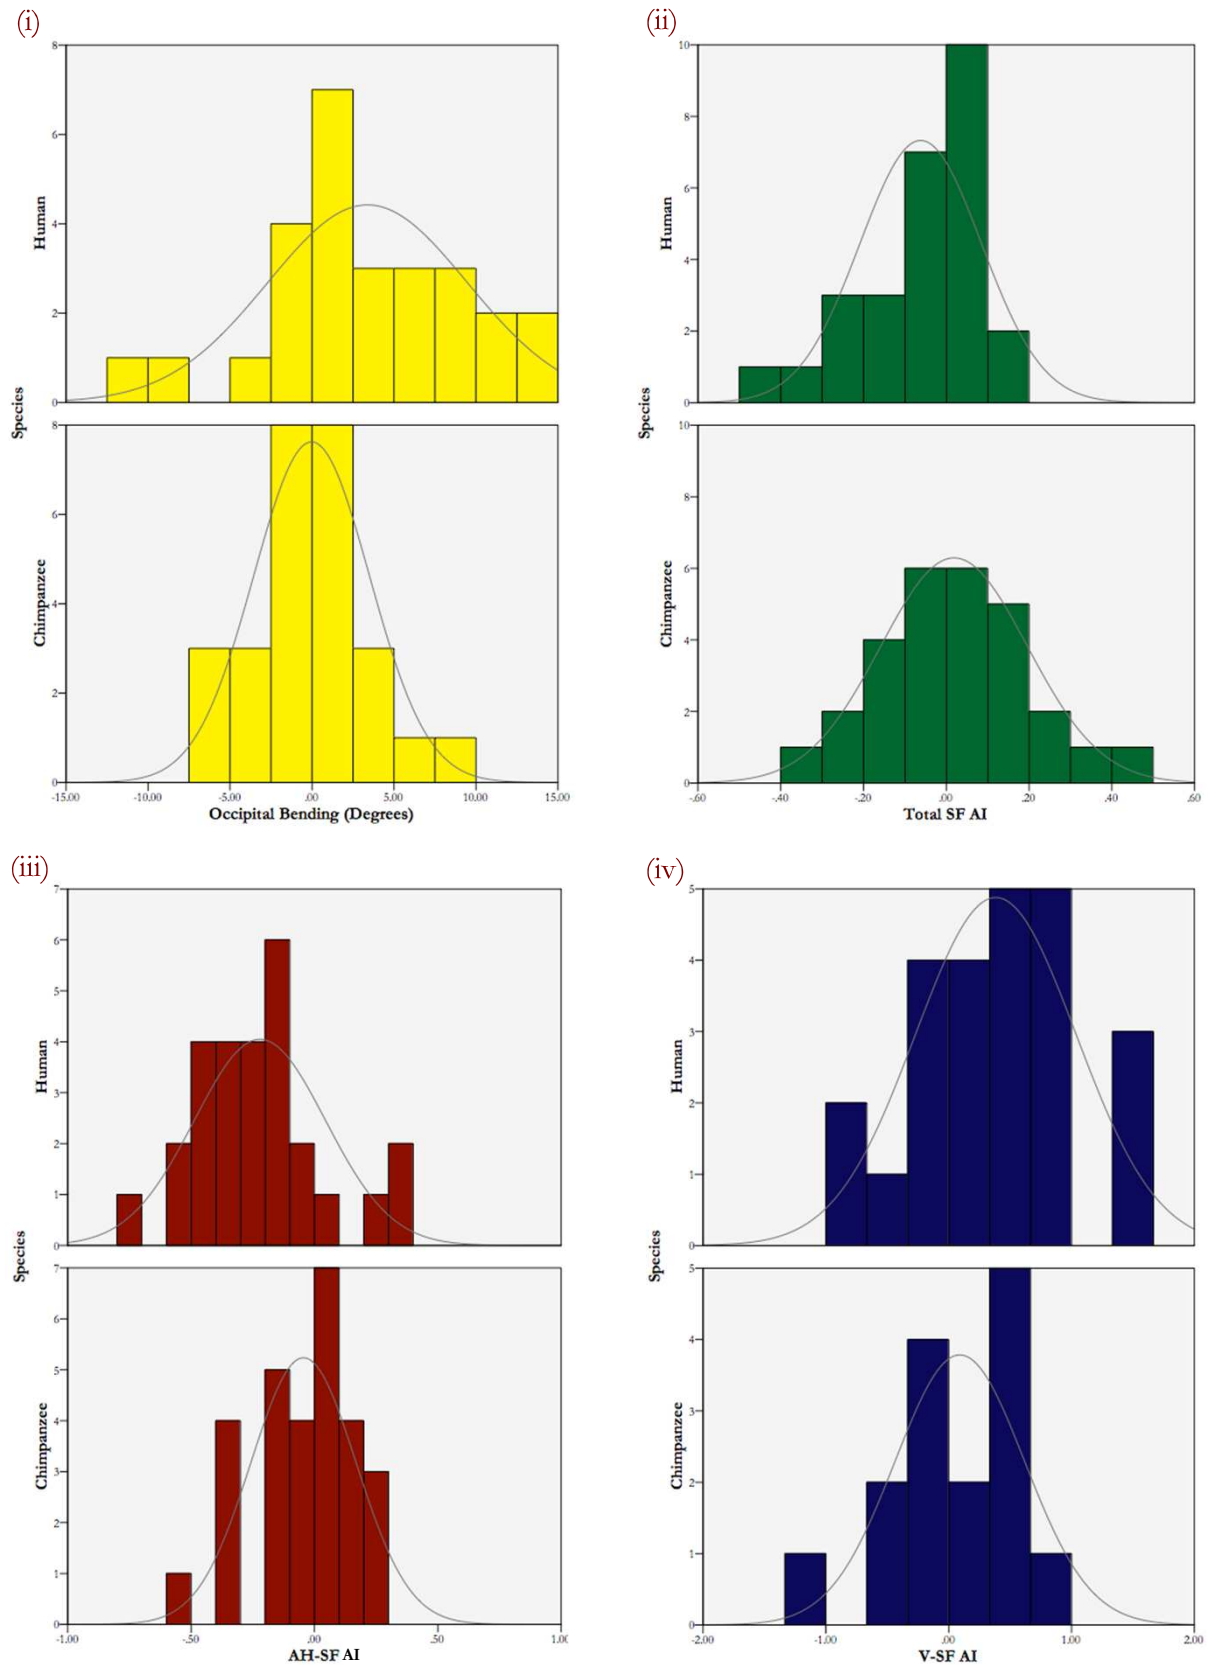 (i)
8
6
4
2
0
Human
Species
8
6
4
2
0
Chimpanzee
-15.00 -10.00 -5.00 .00 5.00 10.00 15.00
Occipital Bending (Degrees)
(ii)
10
8
6
4
2
0
Human
Species
10
8
6
4
2
0
Chimpanzee
-.60 -.40 -.20 .00 .20 .40 .60
Total SF AI
(iii)
7
6
5
4
3
2
1
0
Human
Species
7
6
5
4
3
2
1
0
Chimpanzee
-1.00 -.50 .00 .50 1.00
AH-SF AI
(iv)
5
4
3
2
1
0
Human
Species
5
4
3
2
1
0
Chimpanzee
-2.00 -1.00 .00 1.00 2.00
V-SF AI